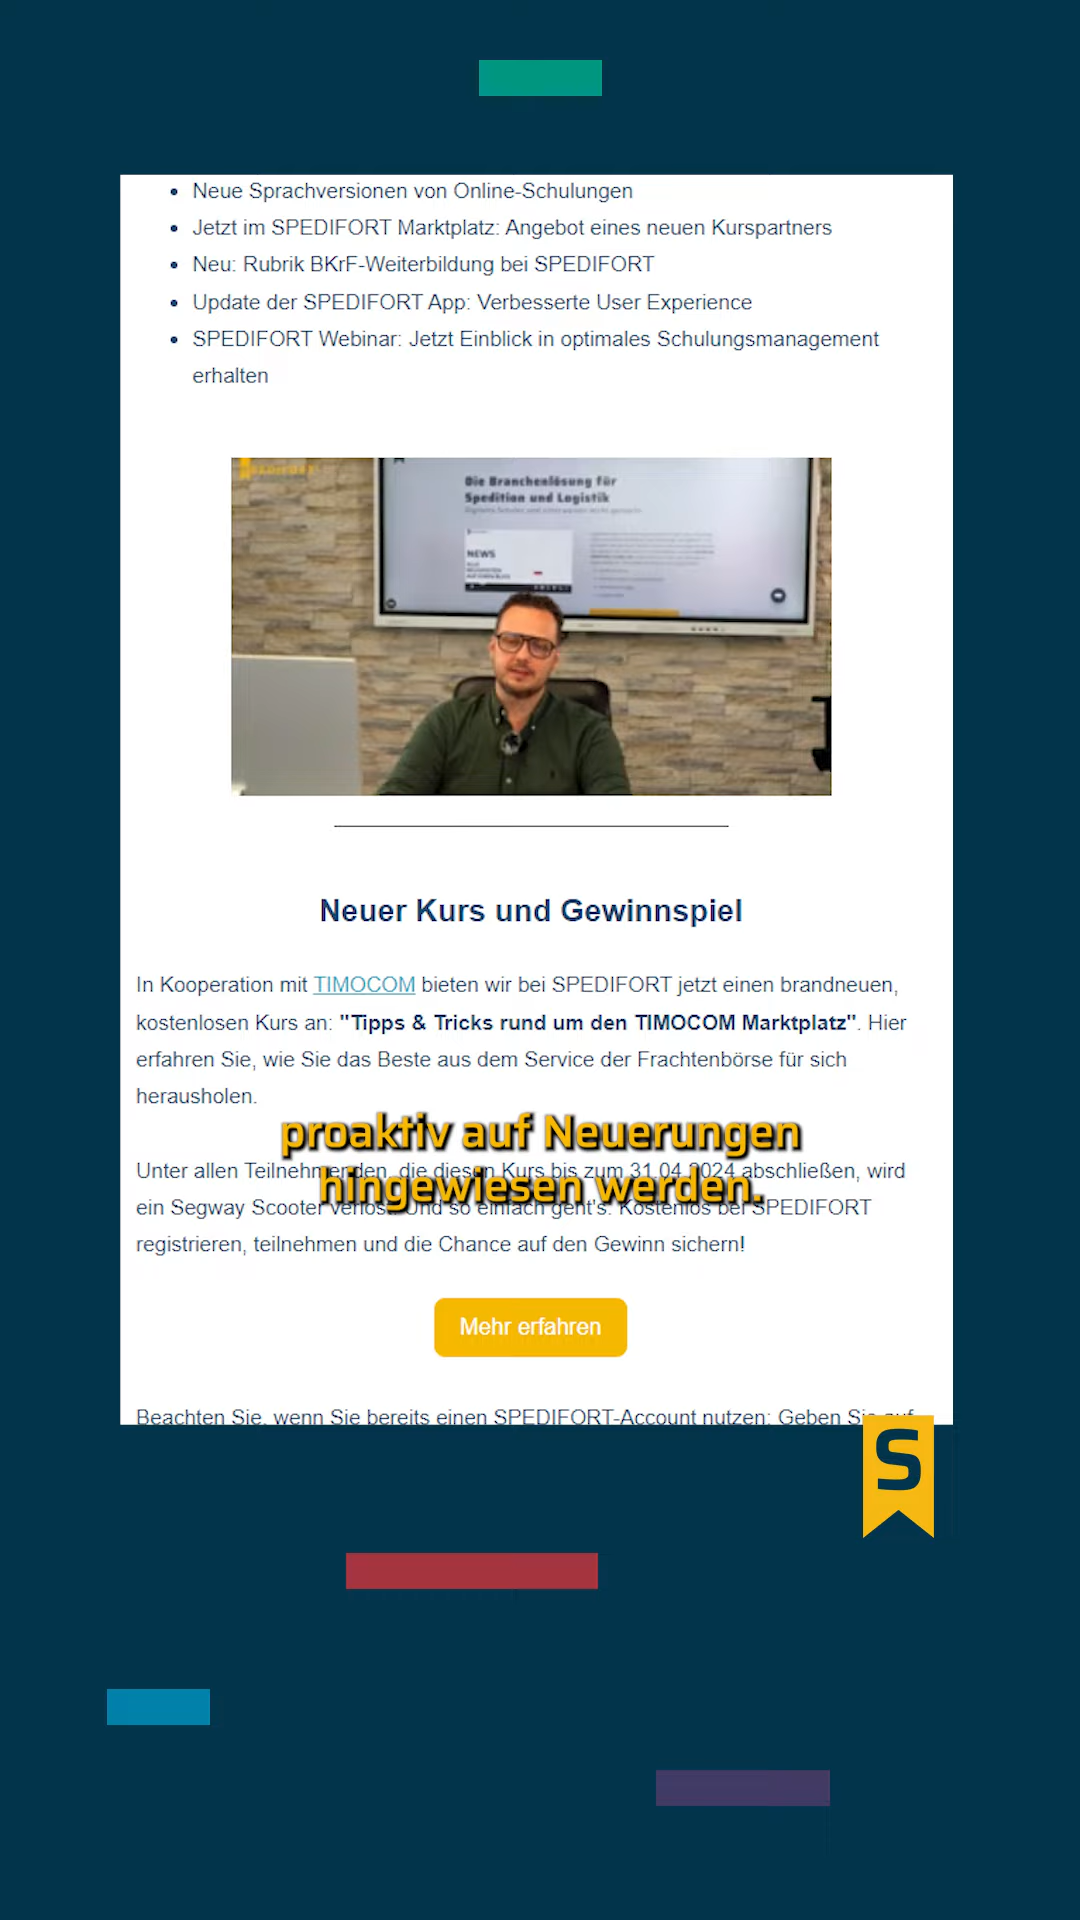 Neue Sprachversionen von Online-Schulungen
Jetzt im SPEDIFORT Marktplatz: Angebot eines neuen Kurspartners
Neu: Rubrik BKrF-Weiterbildung bei SPEDIFORT
Update der SPEDIFORT App: Verbesserte User Experience
SPEDIFORT Webinar: Jetzt Einblick in optimales Schulungsmanagement
erhalten
Die Branchenlösung für
Spedition und Logistik
NEWS
Neuer Kurs und Gewinnspiel
In Kooperation mit TIMOCOM bieten wir bei SPEDIFORT jetzt einen brandneuen,
kostenlosen Kurs an: "Tipps & Tricks rund um den TIMOCOM Marktplatz". Hier
erfahren Sie, wie Sie das Beste aus dem Service der Frachtenbörse für sich
herausholen.
proaktiv auf Neuerungen
hingewiesen werden.
Unter allen Teilnehmenden, die diesen Kurs bis zum 31.04.2024 abschließen, wird
ein Segway Scooter verlost. Und so einfach geht's: Kostenlos bei SPEDIFORT
registrieren, teilnehmen und die Chance auf den Gewinn sichern!
Mehr erfahren
Beachten Sie, wenn Sie bereits einen SPEDIFORT-Account nutzen: Geben Sie auf
S